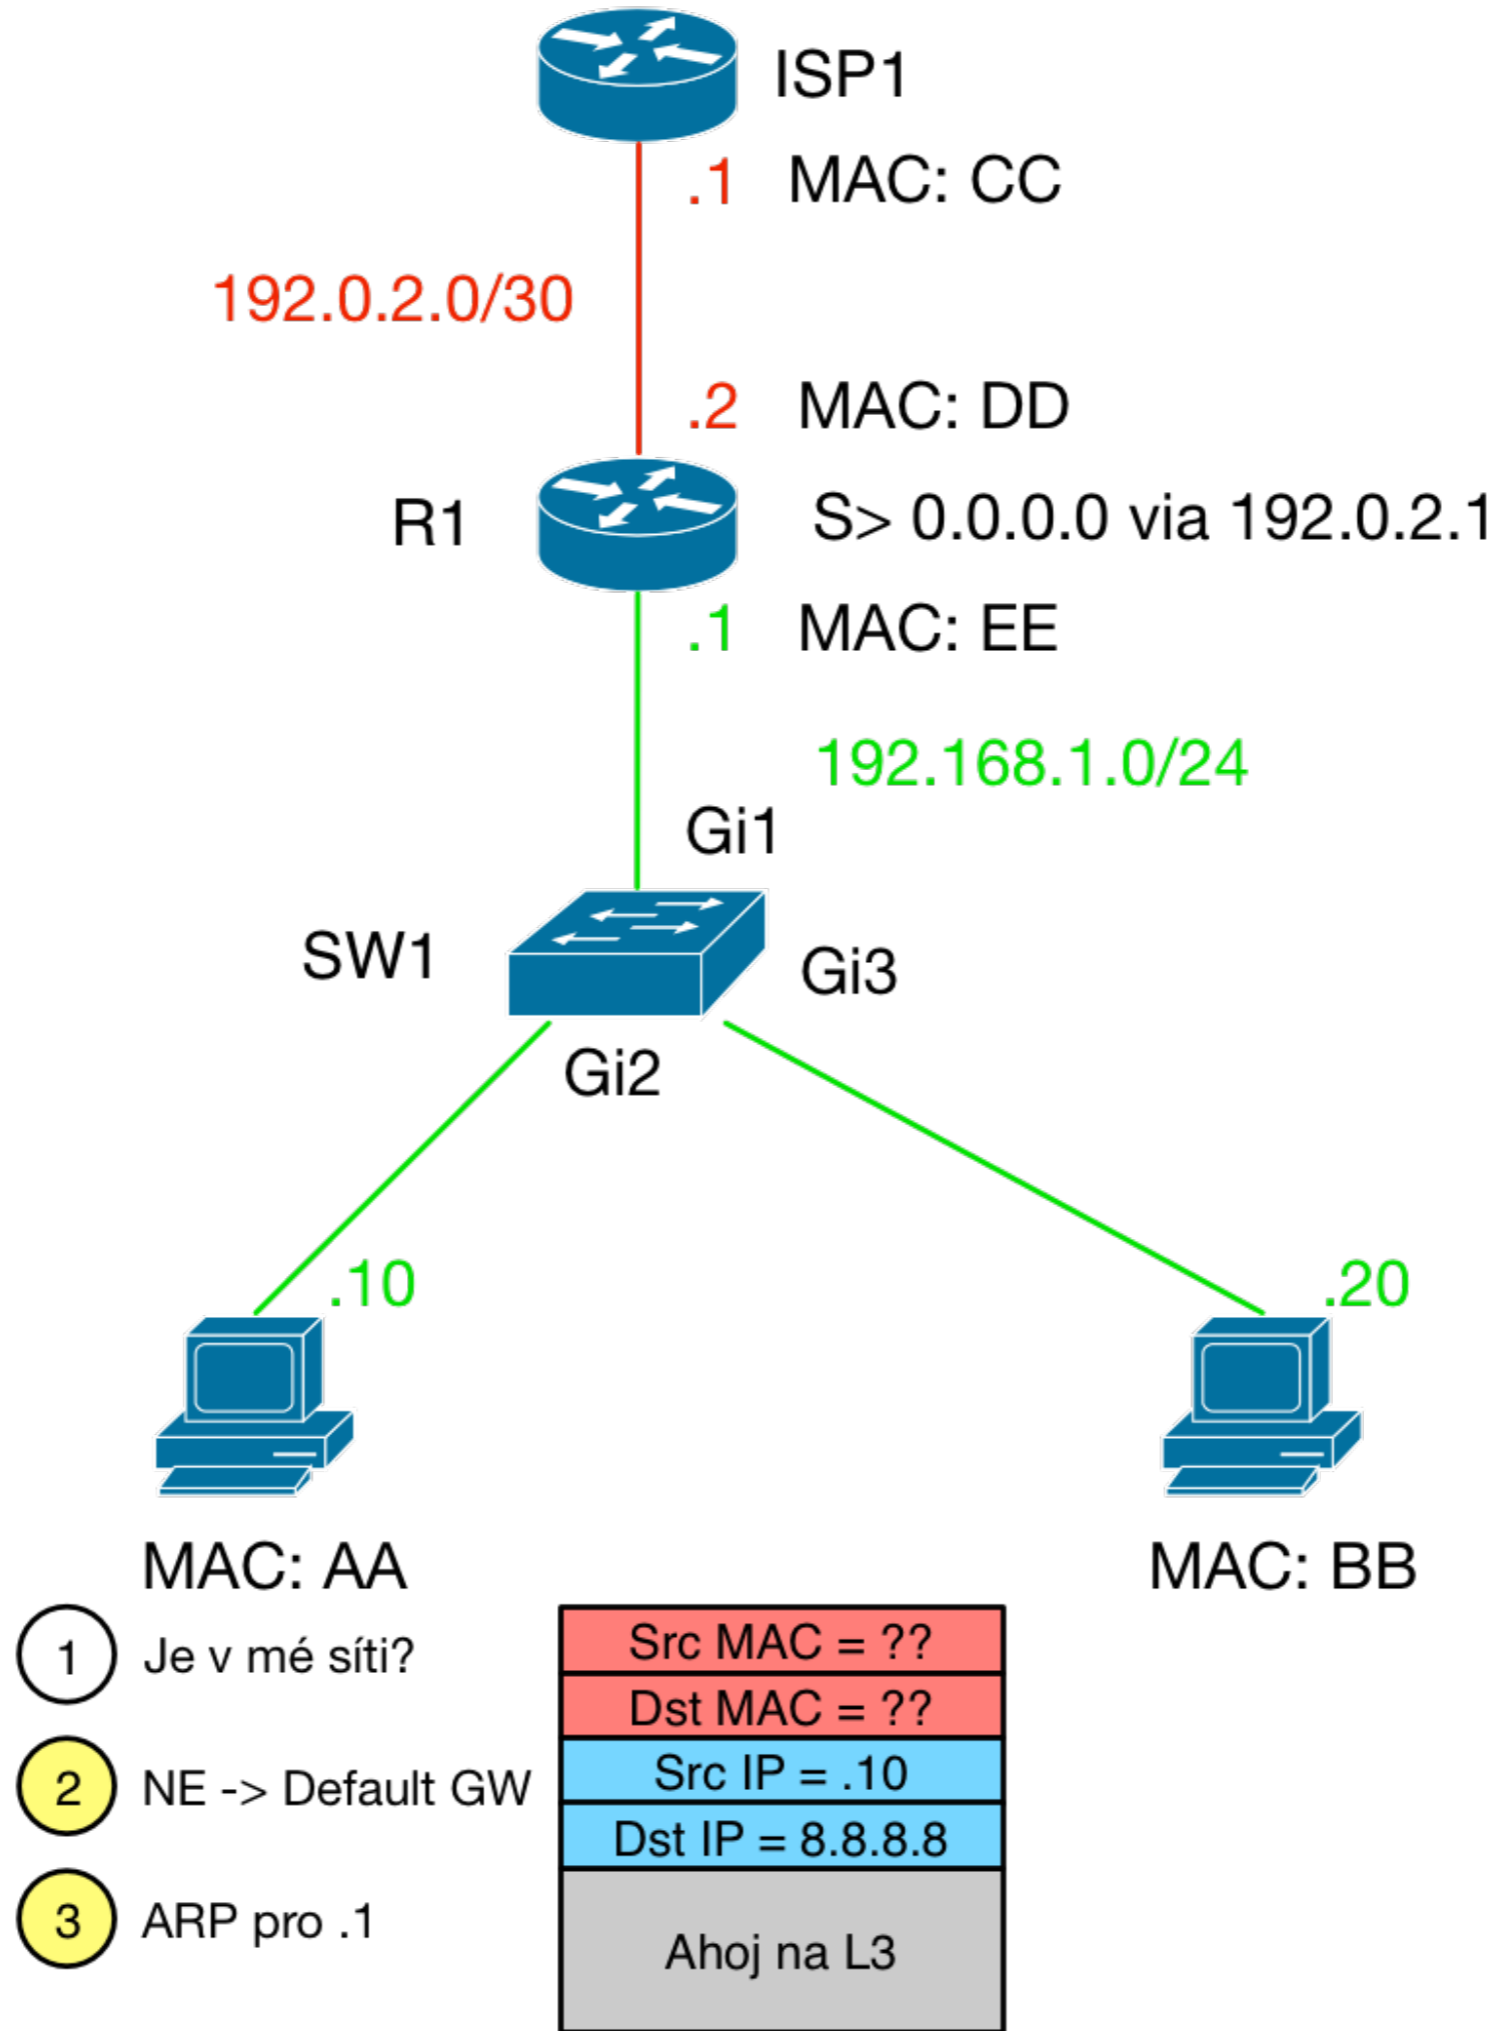 ISP1
.1 MAC: CC
192.0.2.0/30
.2 MAC: DD
R1
S> 0.0.0.0 via 192.0.2.1
.1 MAC: EE
192.168.1.0/24
Gi1
SW1
Gi3
Gi2
.10
.20
MAC: AA
MAC: BB
1 Je v mé síti?
2 NE -> Default GW
3 ARP pro .1
Src MAC = ??
Dst MAC = ??
Src IP = .10
Dst IP = 8.8.8.8
Ahoj na L3